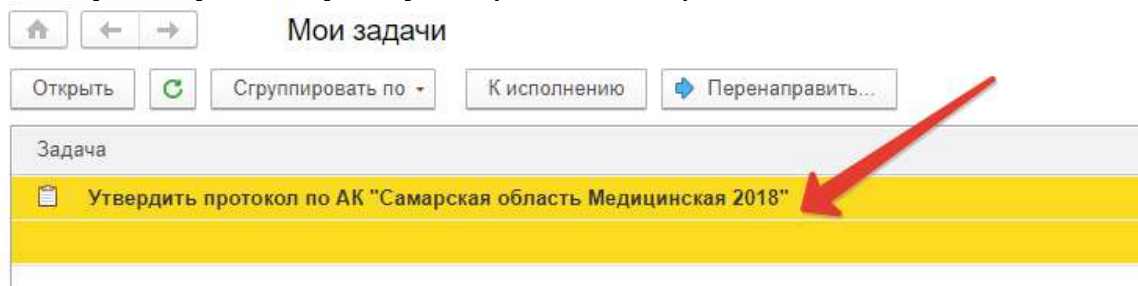 Мои задачи
Открыть Сгруппировать по К исполнению Перенаправить...
Задача
Утвердить протокол по АК "Самарская область Медицинская 2018"